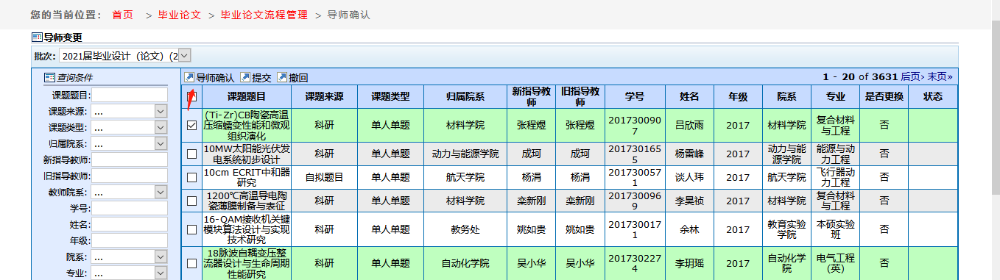 您的当前位置： 首页 > 毕业论文 > 毕业论文流程管理 > 导师确认
导师变更
批次: 2021届毕业设计（论文）(2
查询条件
课题题目:
课题来源: ...
课题类型: ...
归属院系: ...
新指导教师:
旧指导教师:
教师院系: ...
学号:
姓名:
年级:
院系: ...
专业: ...
导师确认 提交 撤回 1 - 20 of 3631 后页› 末页»
课题题目 课题来源 课题类型 归属院系 新指导教 旧指导教 学号 姓名 年级 院系 专业 是否更换 状态
师 师
(Ti-Zr)CB陶瓷高温
压缩蠕变性能和微观
组织演化
科研 单人单题 材料学院 张程煜 张程煜 201730090
7
吕欣雨 2017 材料学院 复合材料
与工程
否
10MW太阳能光伏发
电系统初步设计
科研 单人单题 动力与能源学院 成珂 成珂 201730165
5
杨雷峰 2017 动力与能
源学院
能源与动
力工程
否
10cm ECRIT中和器
研究
自拟题目 单人单题 航天学院 杨涓 杨涓 201730057
1
谈人玮 2017 航天学院 飞行器动
力工程
否
1200℃高温导电陶
瓷薄膜制备与表征
科研 单人单题 材料学院 栾新刚 栾新刚 201730096
9
李昊祯 2017 材料学院 复合材料
与工程
否
16-QAM接收机关键
模块算法设计与实现
技术研究
科研 单人单题 教务处 姚如贵 姚如贵 201730017
1
余林 2017 教育实验
学院
本硕实验
班
否
18脉波自耦变压整
流器设计与生命周期
性能研究
科研 单人单题 自动化学院 吴小华 吴小华 201730227
4
李玥瑶 2017 自动化学
院
电气工程
(英)
否